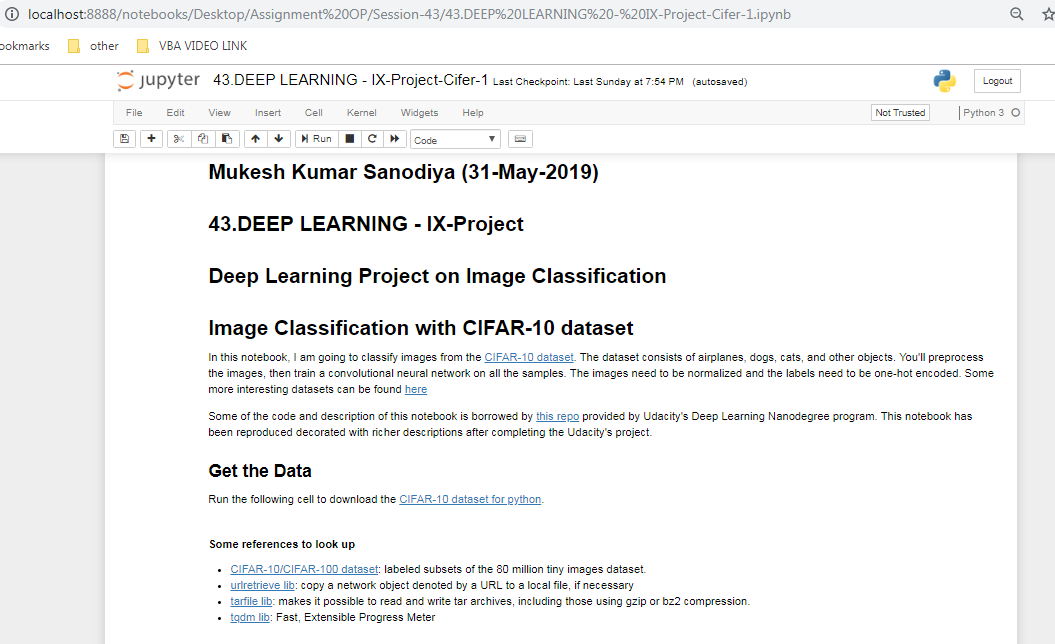 localhost:8888/notebooks/Desktop/Assignment%20OP/Session-43/43.DEEP%20LEARNING%20-%20IX-Project-Cifer-1.ipynb
ookmarks other VBA VIDEO LINK
jupyter 43.DEEP LEARNING - IX-Project-Cifer-1 Last Checkpoint: Last Sunday at 7:54 PM (autosaved) Logout
File Edit View Insert Cell Kernel Widgets Help Not Trusted Python 3
Run Code
Mukesh Kumar Sanodiya (31-May-2019)
43.DEEP LEARNING - IX-Project
Deep Learning Project on Image Classification
Image Classification with CIFAR-10 dataset
In this notebook, I am going to classify images from the CIFAR-10 dataset. The dataset consists of airplanes, dogs, cats, and other objects. You'll preprocess
the images, then train a convolutional neural network on all the samples. The images need to be normalized and the labels need to be one-hot encoded. Some
more interesting datasets can be found here
Some of the code and description of this notebook is borrowed by this repo provided by Udacity's Deep Learning Nanodegree program. This notebook has
been reproduced decorated with richer descriptions after completing the Udacity's project.
Get the Data
Run the following cell to download the CIFAR-10 dataset for python.
Some references to look up
• CIFAR-10/CIFAR-100 dataset: labeled subsets of the 80 million tiny images dataset.
• urlretrieve lib: copy a network object denoted by a URL to a local file, if necessary
• tarfile lib: makes it possible to read and write tar archives, including those using gzip or bz2 compression.
• tqdm lib: Fast, Extensible Progress Meter